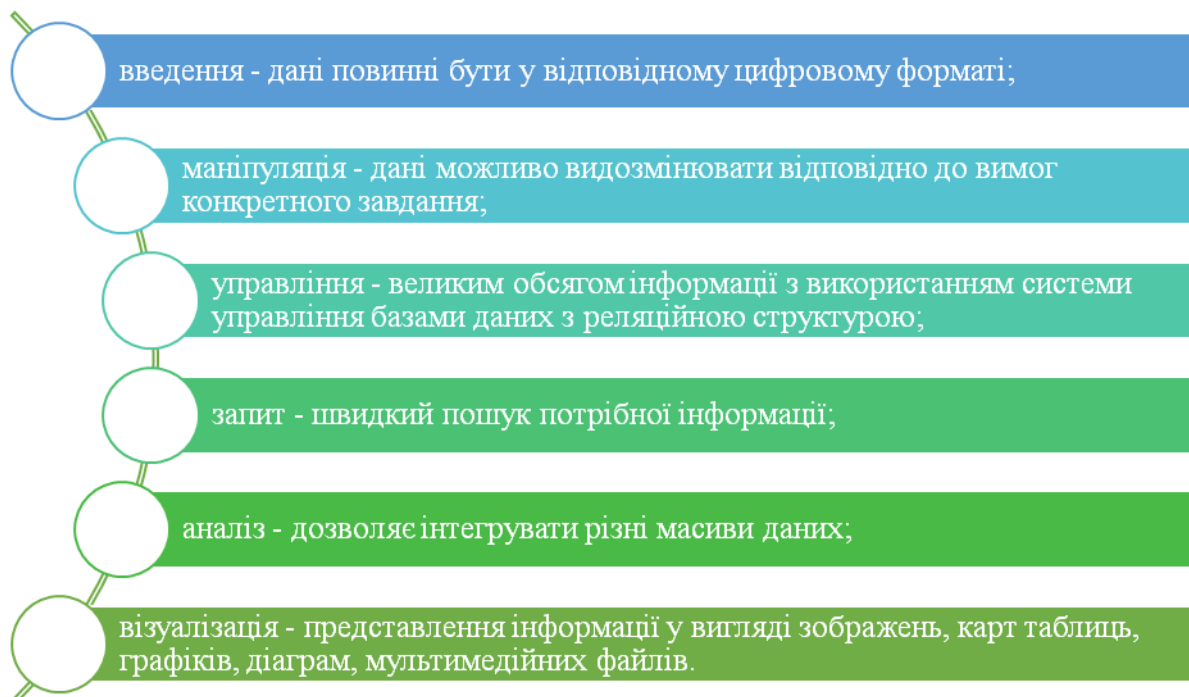 введення - дані повинні бути у відповідному цифровому форматі;
маніпуляція - дані можливо видозмінювати відповідно до вимог
конкретного завдання;
управління - великим обсягом інформації з використанням системи
управління базами даних з реляційною структурою;
запит - швидкий пошук потрібної інформації;
аналіз - дозволяє інтегрувати різні масиви даних;
візуалізація - представлення інформації у вигляді зображень, карт таблиць,
графіків, діаграм, мультимедійних файлів.